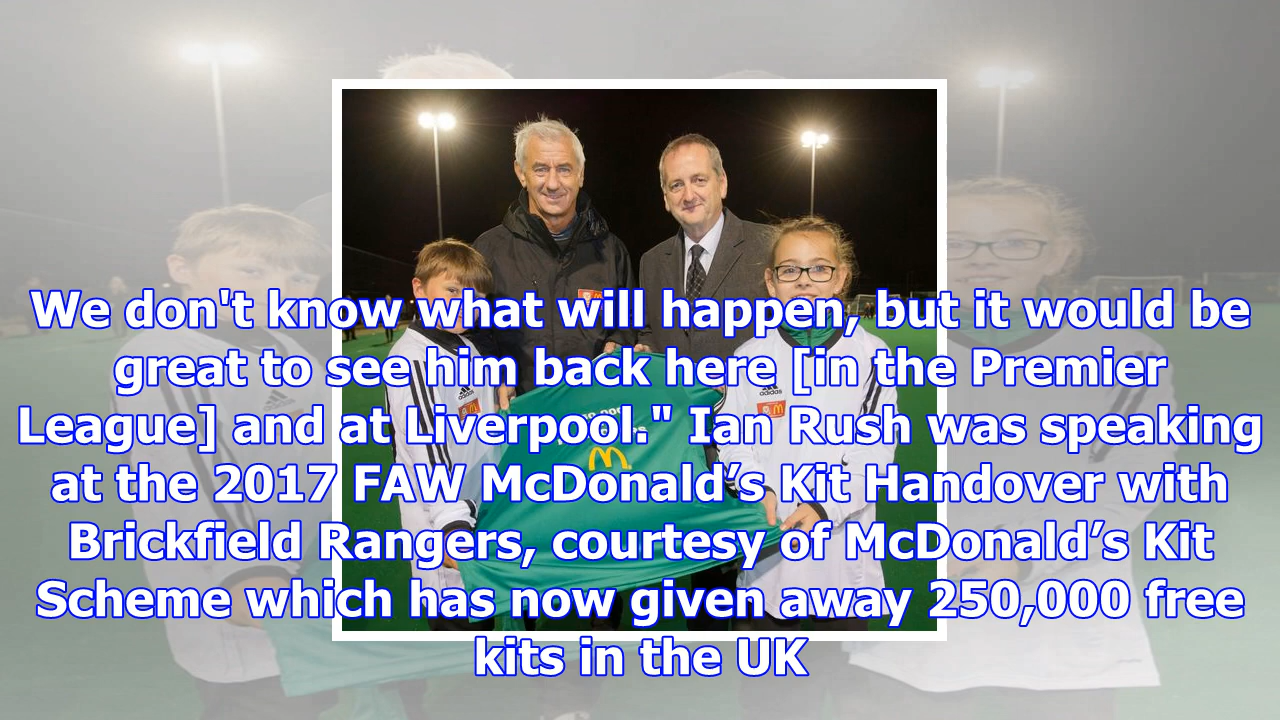 We don't know what will happen, but it would be
great to see him back here [in the Premier
League] and at Liverpool." Ian Rush was speaking
at the 2017 FAW McDonald’s Kit Handover with
Brickfield Rangers, courtesy of McDonald’s Kit
Scheme which has now given away 250,000 free
kits in the UK
adidas
adidas